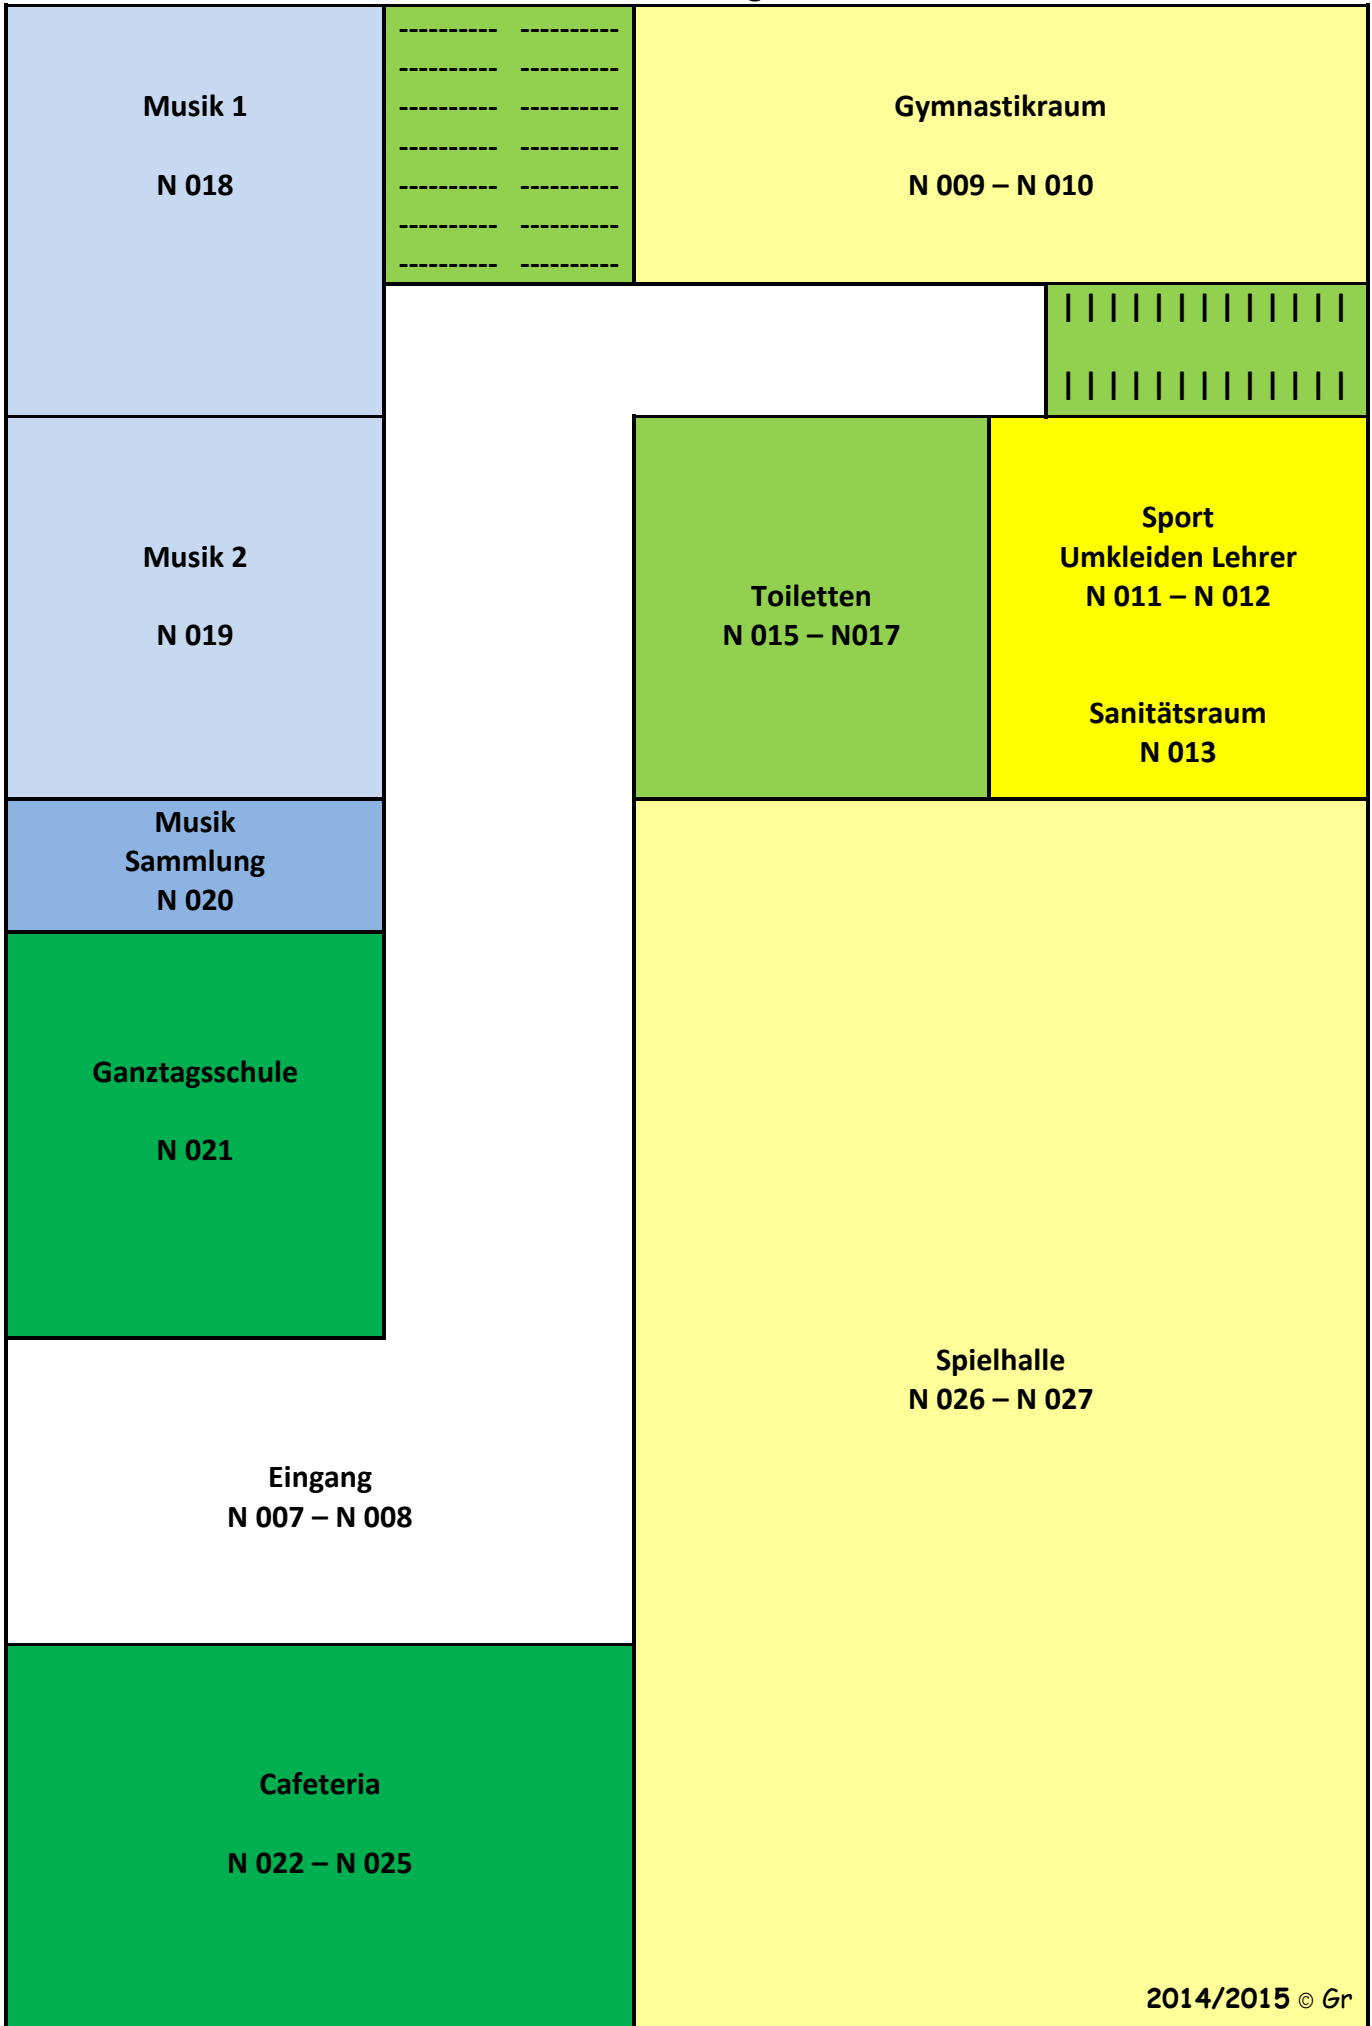 Musik 1
N 018
---------- ----------
---------- ----------
---------- ----------
---------- ----------
---------- ----------
---------- ----------
---------- ----------
Gymnastikraum
N 009 – N 010
| | | | | | | | | | | | |
| | | | | | | | | | | | |
Musik 2
N 019
Toiletten
N 015 – N017
Sport
Umkleiden Lehrer
N 011 – N 012
Sanitätsraum
N 013
Musik
Sammlung
N 020
Ganztagsschule
N 021
Spielhalle
N 026 – N 027
Eingang
N 007 – N 008
Cafeteria
N 022 – N 025
2014/2015 © Gr